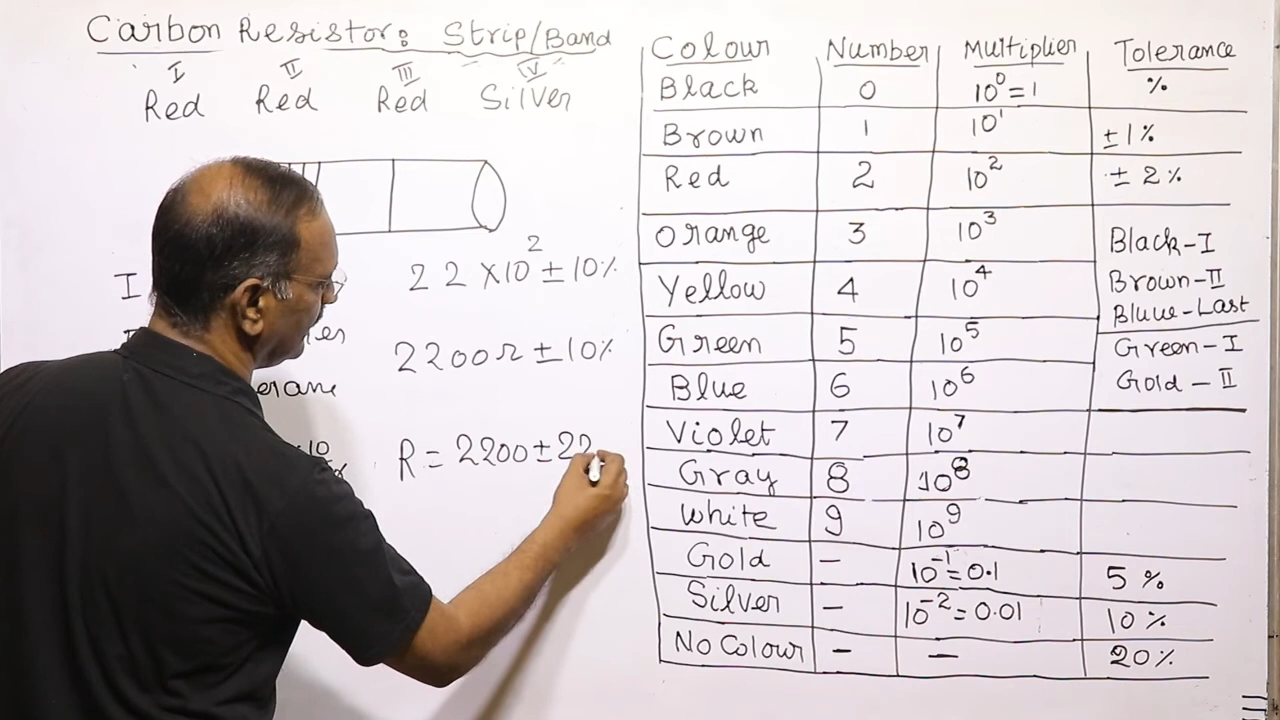 Carbon Resistor: Strip/Band
I II III IV
Red Red Red Silver
I
22 ×10² ± 10%
2200Ω ± 10%
R = 2200 ± 22
Colour Number Multiplier Tolerance
Black 0 10⁰=1 %
Brown 1 10¹ ±1%
Red 2 10² ± 2%
Orange 3 10³ Black-I
Yellow 4 10⁴ Brown-II
Bluue-Last
Green 5 10⁵ Green-I
Blue 6 10⁶ Gold-II
Violet 7 10⁷
Gray 8 10⁸
White 9 10⁹
Gold - 10⁻¹=0.1 5%
Silver - 10⁻²=0.01 10%
No Colour - - 20%